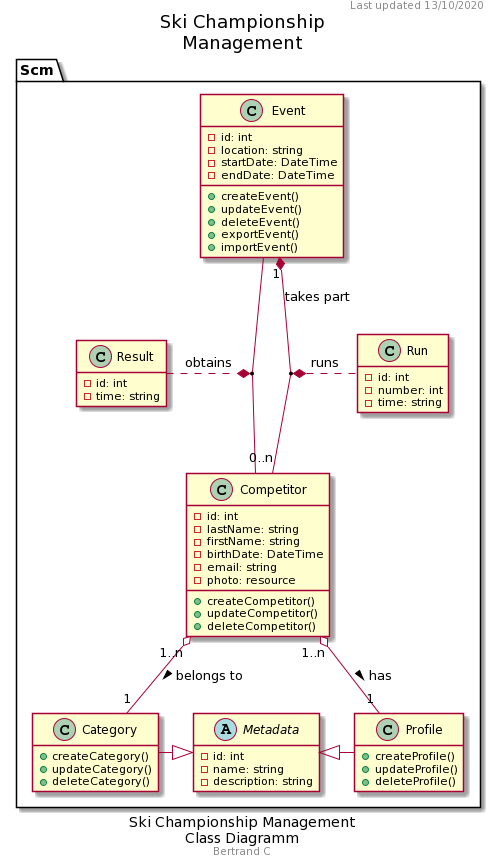 Last updated 13/10/2020
Ski Championship
Management
Scm
C Event
id: int
location: string
startDate: DateTime
endDate: DateTime
createEvent()
updateEvent()
deleteEvent()
exportEvent()
importEvent()
1
takes part
C Result
id: int
time: string
obtains
runs
C Run
id: int
number: int
time: string
0..n
C Competitor
id: int
lastName: string
firstName: string
birthDate: DateTime
email: string
photo: resource
createCompetitor()
updateCompetitor()
deleteCompetitor()
1..n
belongs to
1
1..n
has
1
C Category
createCategory()
updateCategory()
deleteCategory()
A Metadata
id: int
name: string
description: string
C Profile
createProfile()
updateProfile()
deleteProfile()
Ski Championship Management
Class Diagramm
Bertrand C